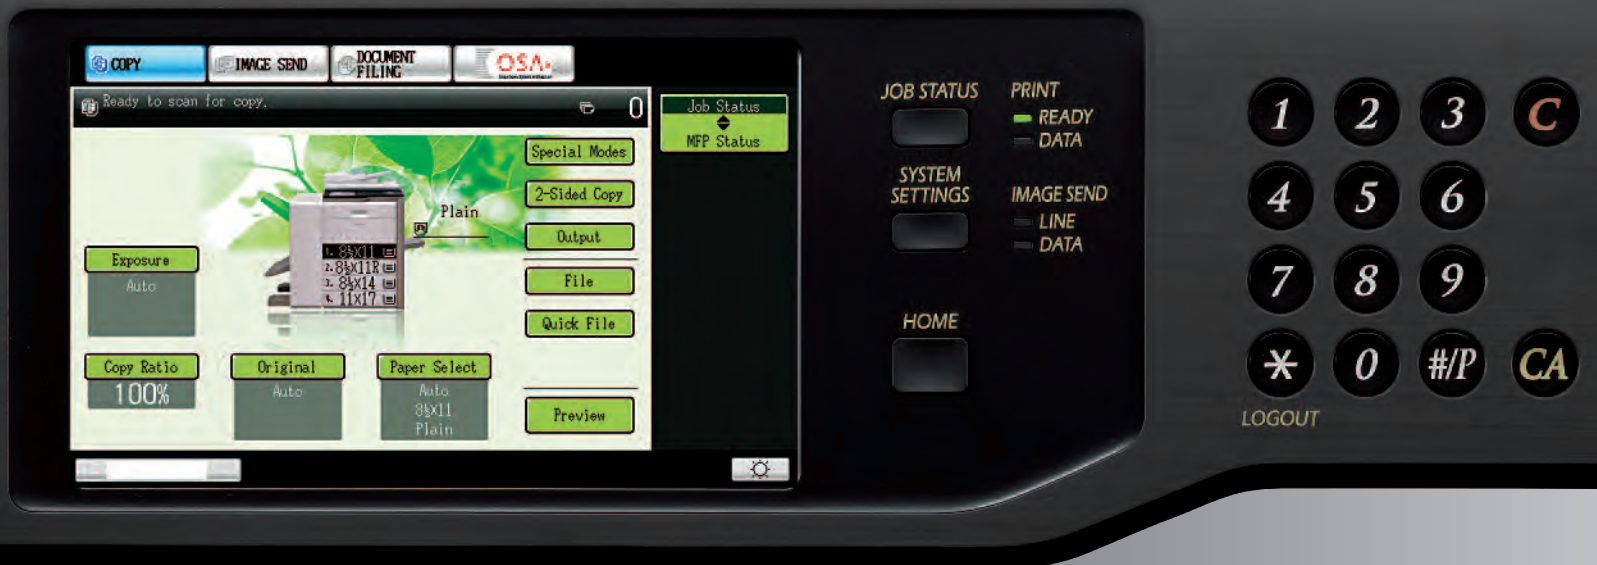 COPY
IMAGE SEND
DOCUMENT
FILING
OSA
Ready to scan for copy.
0
Job Status
MFP Status
Special Modes
2-Sided Copy
Plain
Output
1. 8½X11
2. 8½X11R
3. 8½X14
4. 11X17
Exposure
Auto
File
Quick File
Copy Ratio
100%
Original
Auto
Paper Select
Auto
8½X11
Plain
Preview
JOB STATUS
SYSTEM
SETTINGS
HOME
PRINT
READY
DATA
IMAGE SEND
LINE
DATA
1 2 3 C
4 5 6
7 8 9
* 0 #/P CA
LOGOUT